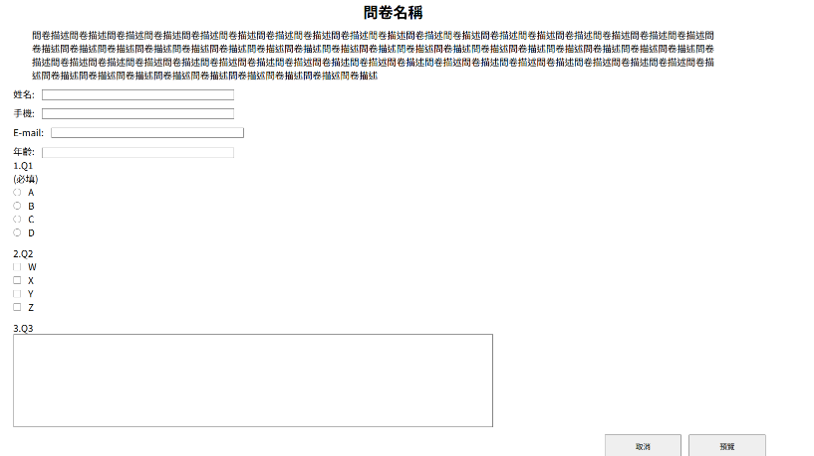 問卷名稱
問卷描述問卷描述問卷描述問卷描述問卷描述問卷描述問卷描述問卷描述問卷描述問卷描述問卷描述問卷描述問卷描述問卷描述問卷描述問卷描述問卷描述問卷描述問
卷描述問卷描述問卷描述問卷描述問卷描述問卷描述問卷描述問卷描述問卷描述問卷描述問卷描述問卷描述問卷描述問卷描述問卷描述問卷描述問卷描述問卷描述問卷
描述問卷描述問卷描述問卷描述問卷描述問卷描述問卷描述問卷描述問卷描述問卷描述問卷描述問卷描述問卷描述問卷描述問卷描述問卷描述問卷描述問卷描述問卷描
述問卷描述問卷描述問卷描述問卷描述問卷描述問卷描述問卷描述問卷描述問卷描述
姓名:
手機:
E-mail:
年齡:
1.Q1
(必填)
A
B
C
D
2.Q2
W
X
Y
Z
3.Q3
取消 預覽